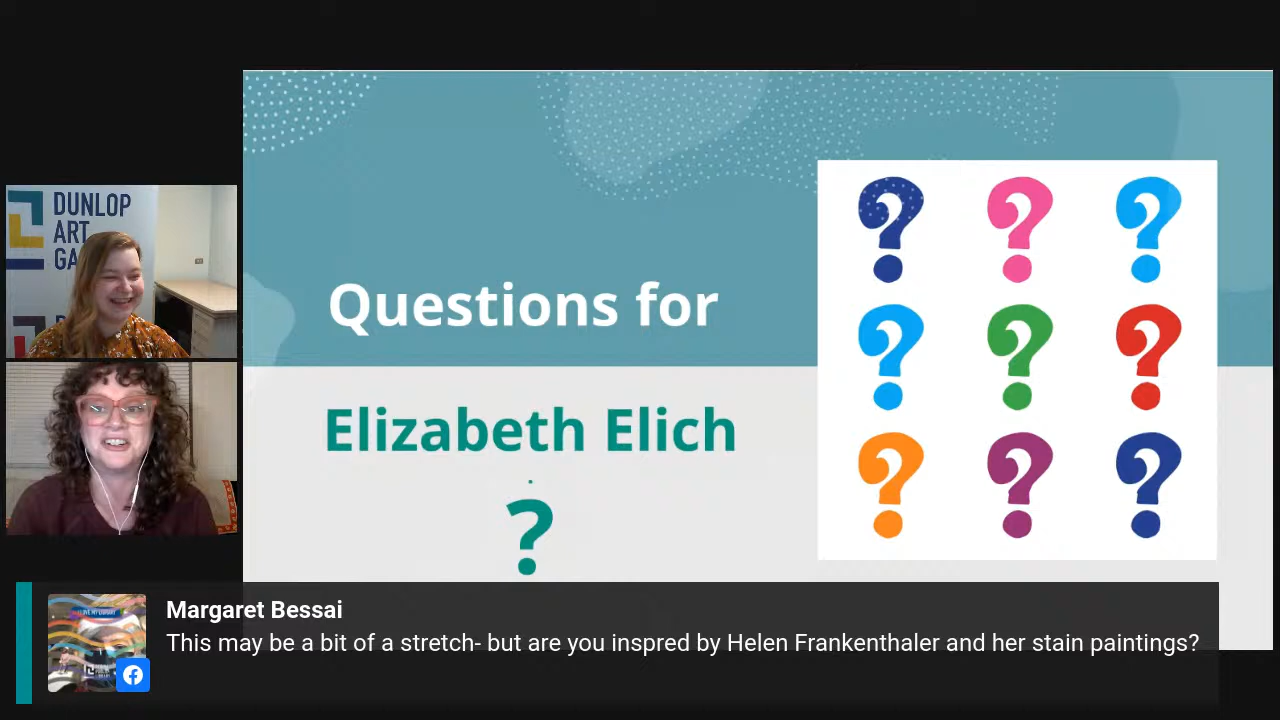 DUNLOP
ART
GA
Questions for
Elizabeth Elich
?
? ? ?
? ? ?
? ? ?
Margaret Bessai
This may be a bit of a stretch- but are you inspred by Helen Frankenthaler and her stain paintings?